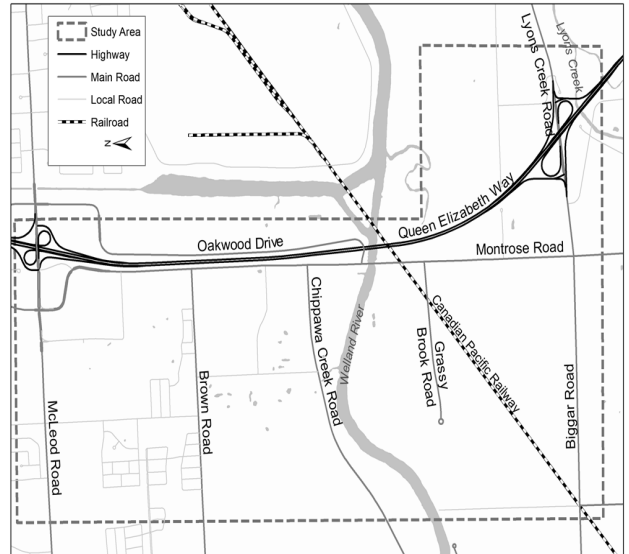 Study Area
Highway
Main Road
Local Road
Railroad
N
Lyons Creek Road
Lyons Creek
Queen Elizabeth Way
Oakwood Drive
Montrose Road
Chippawa Creek Road
Welland River
Canadian Pacific Railway
Grassy
Brook Road
Brown Road
McLeod Road
Biggar Road